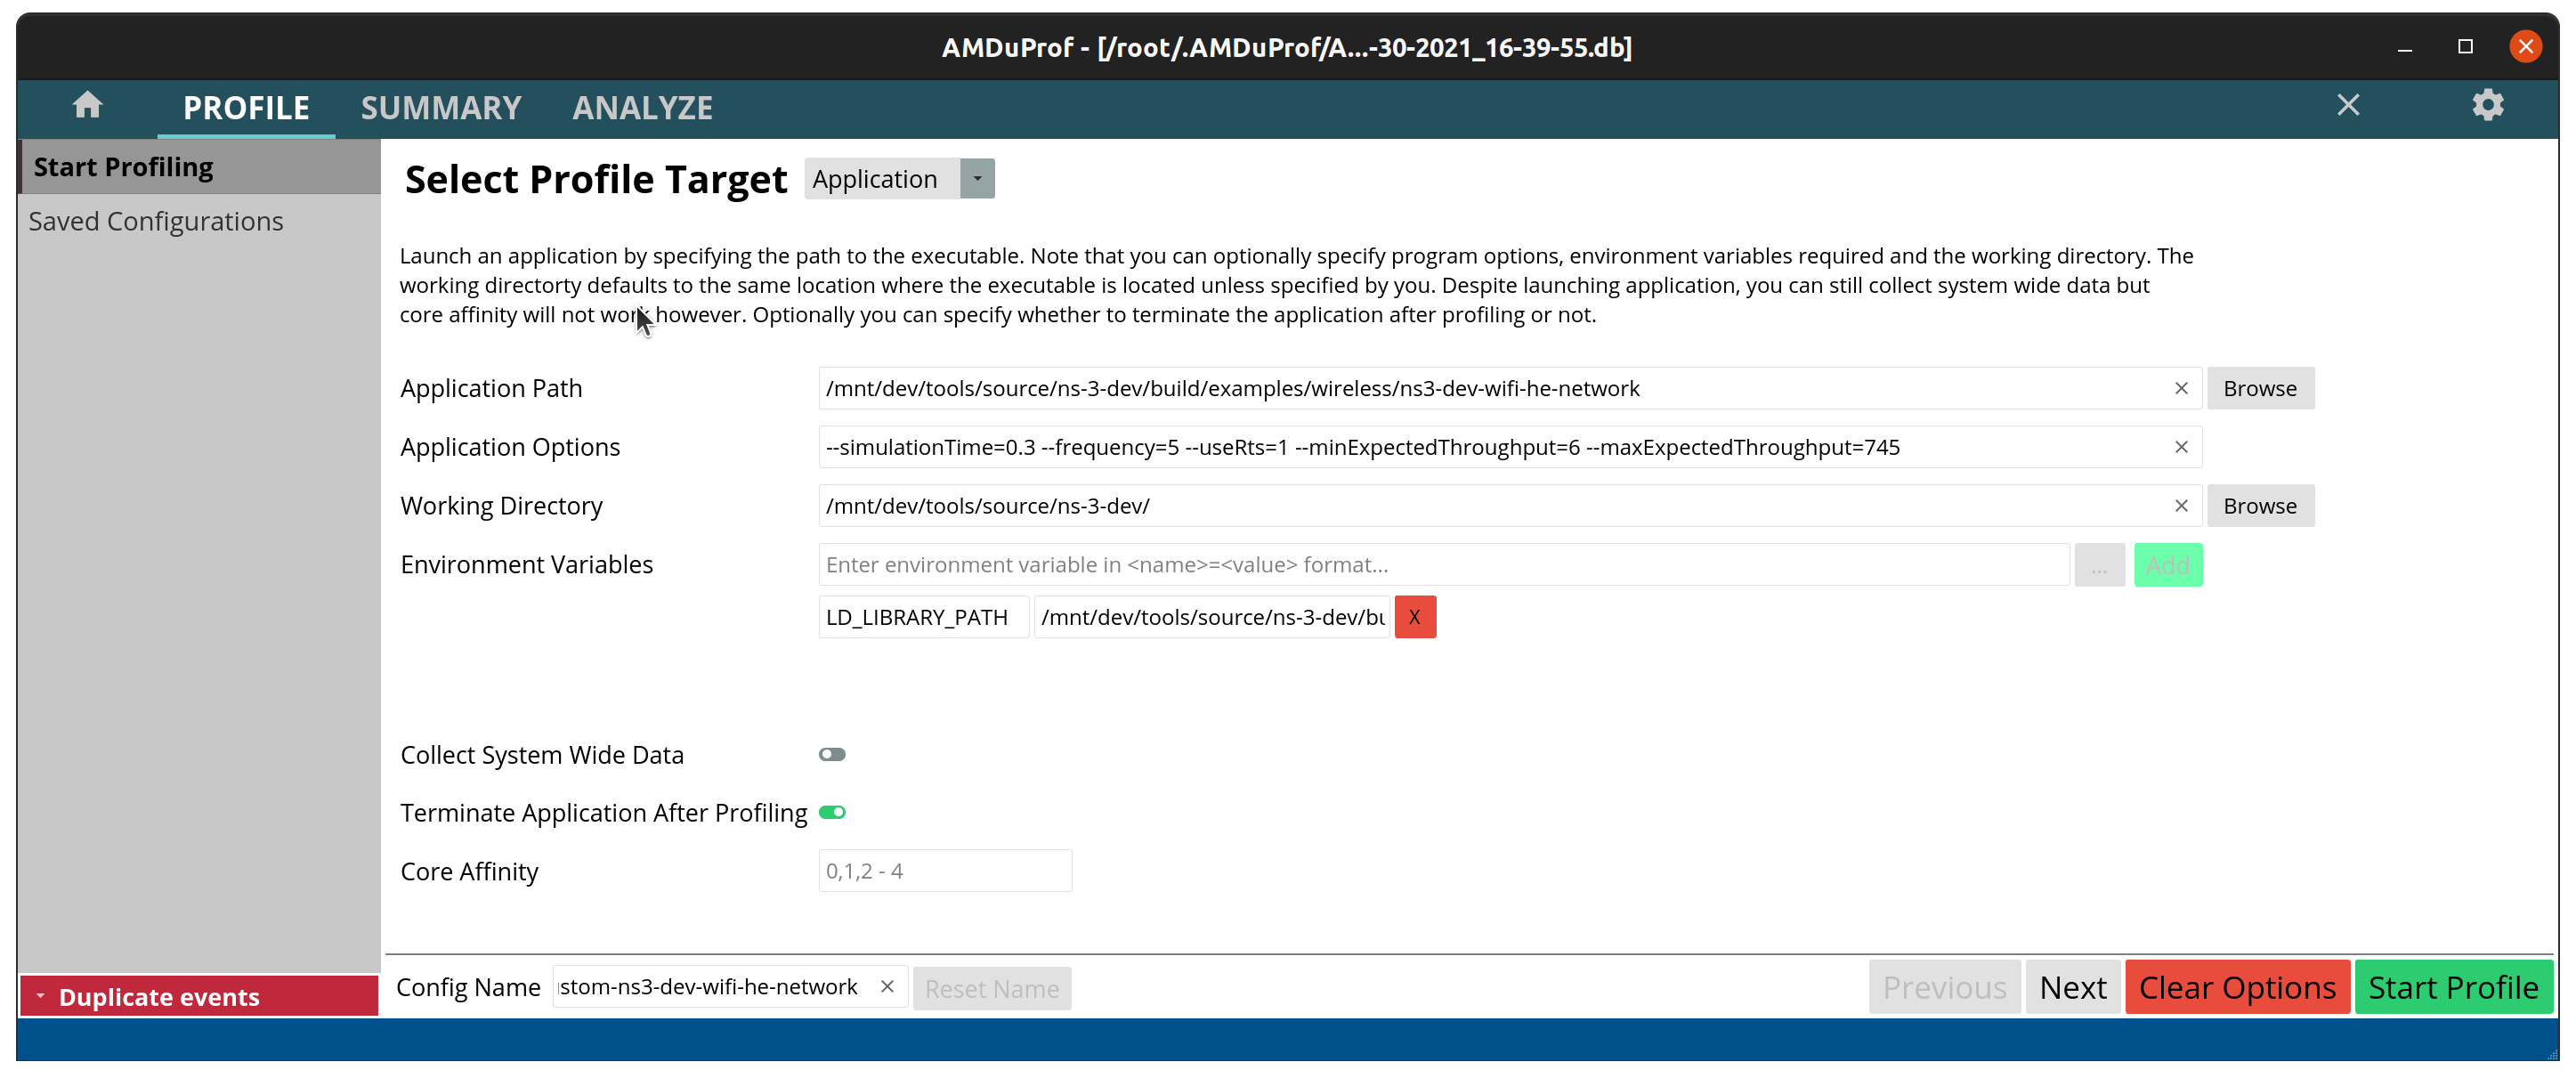 AMDuProf - [/root/.AMDuProf/A...-30-2021_16-39-55.db]
PROFILE SUMMARY ANALYZE
Start Profiling
Saved Configurations
Select Profile Target Application
Launch an application by specifying the path to the executable. Note that you can optionally specify program options, environment variables required and the working directory. The
working directorty defaults to the same location where the executable is located unless specified by you. Despite launching application, you can still collect system wide data but
core affinity will not work however. Optionally you can specify whether to terminate the application after profiling or not.
Application Path /mnt/dev/tools/source/ns-3-dev/build/examples/wireless/ns3-dev-wifi-he-network Browse
Application Options --simulationTime=0.3 --frequency=5 --useRts=1 --minExpectedThroughput=6 --maxExpectedThroughput=745
Working Directory /mnt/dev/tools/source/ns-3-dev/ Browse
Environment Variables Enter environment variable in <name>=<value> format... ... Add
LD_LIBRARY_PATH /mnt/dev/tools/source/ns-3-dev/bu X
Collect System Wide Data
Terminate Application After Profiling
Core Affinity 0,1,2 - 4
Duplicate events
Config Name stom-ns3-dev-wifi-he-network Reset Name Previous Next Clear Options Start Profile